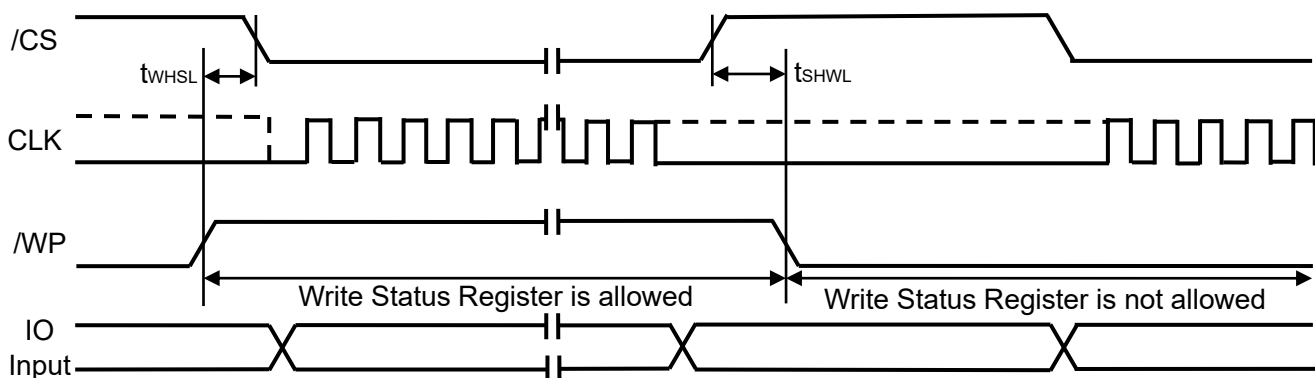 /CS
tWHSL
tSHWL
CLK
/WP
Write Status Register is allowed
Write Status Register is not allowed
IO
Input